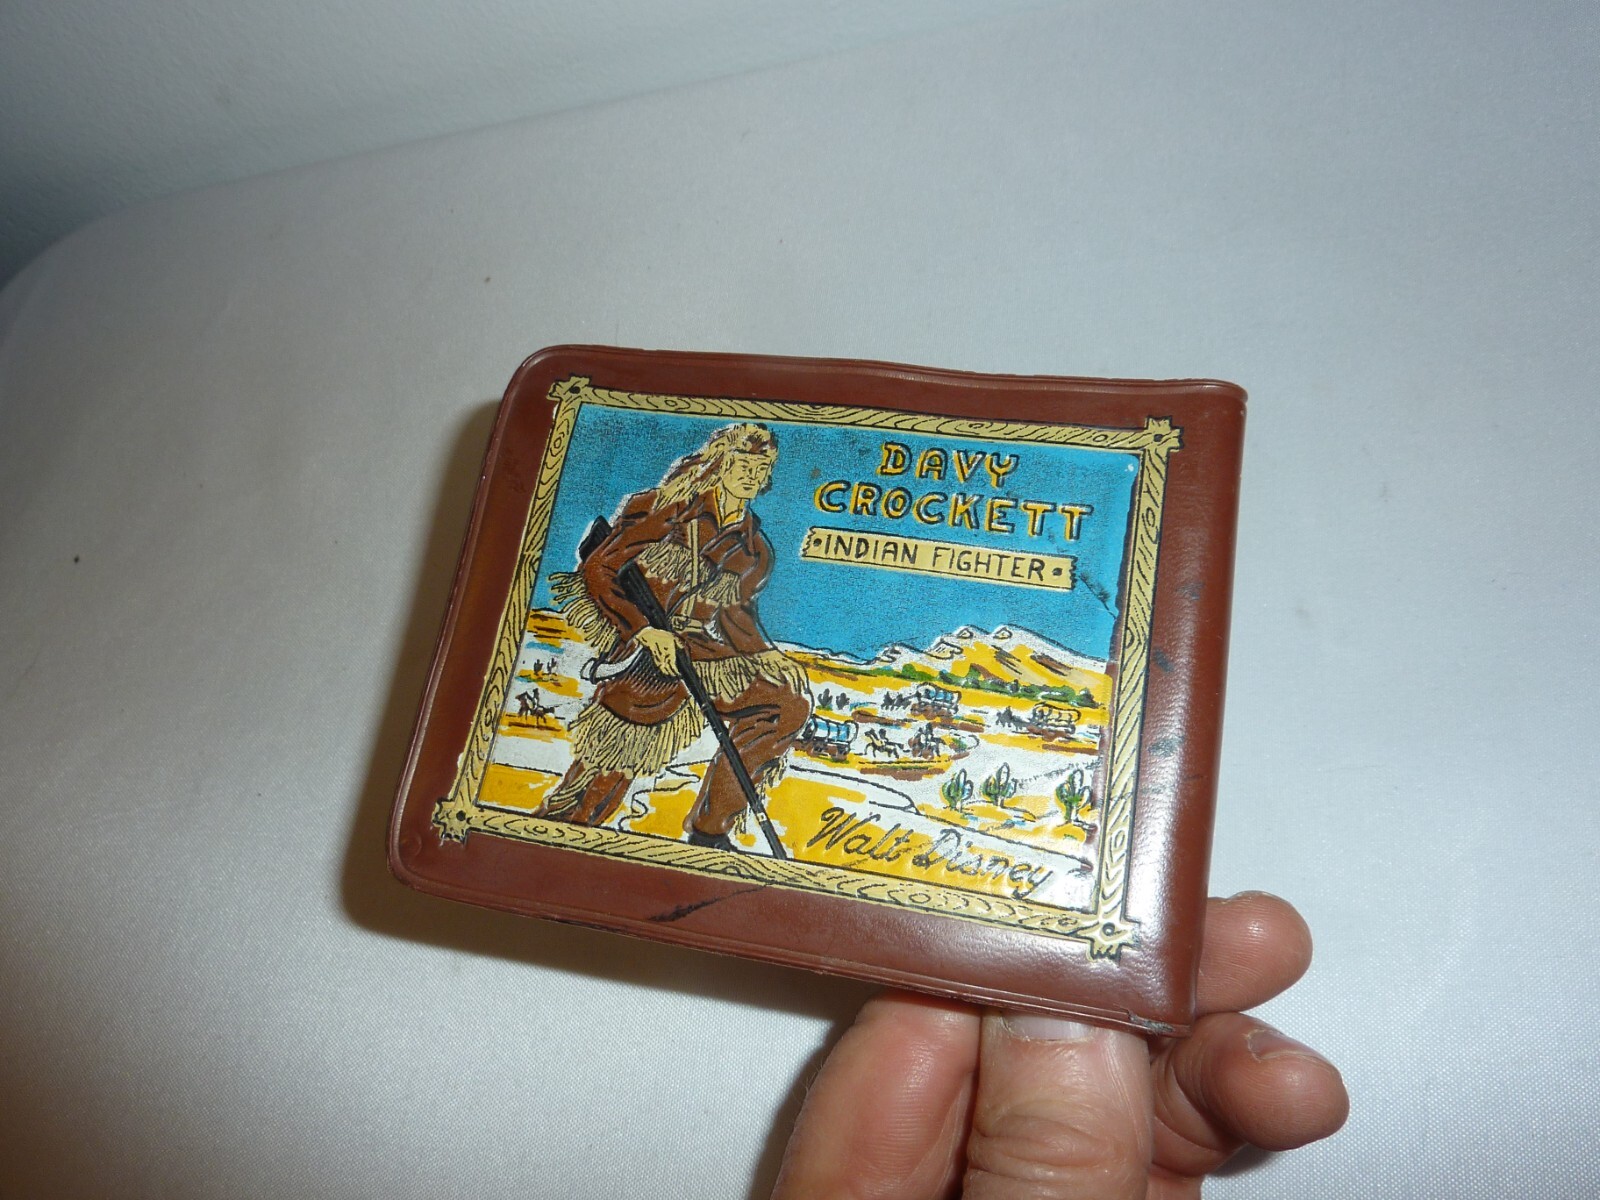 DAVY
CROCKETT
INDIAN FIGHTER
Walt Disney